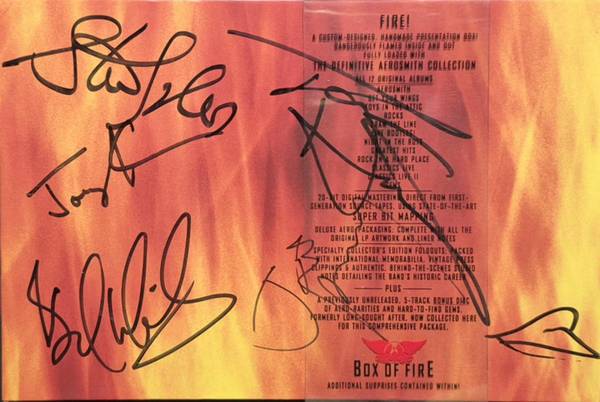 FIRE!
A CUSTOM-DESIGNED, HANDMADE PRESENTATION BOX!
DANGEROUSLY FLAMED INSIDE AND OUT
FULLY LOADED WITH
THE DEFINITIVE AEROSMITH COLLECTION
ALL 12 ORIGINAL ALBUMS
AEROSMITH
GET YOUR WINGS
TOYS IN THE ATTIC
ROCKS
DRAW THE LINE
LIVE BOOTLEG!
NIGHT IN THE RUTS
GREATEST HITS
ROCK IN A HARD PLACE
CLASSICS LIVE
CLASSICS LIVE II
GEMS
20-BIT DIGITAL MASTERING DIRECT FROM FIRST-
GENERATION SOURCE TAPES, USING STATE-OF-THE-ART
SUPER BIT MAPPING
DELUXE AERO-PACKAGING: COMPLETE WITH ALL THE
ORIGINAL LP ARTWORK AND LINER NOTES
SPECIALTY COLLECTOR'S EDITION FOLDOUTS, PACKED
WITH INTERNATIONAL MEMORABILIA, VINTAGE PRESS
CLIPPINGS & AUTHENTIC, BEHIND-THE-SCENES STUDIO
NOTES DETAILING THE BAND'S HISTORIC CAREER
PLUS
A PREVIOUSLY UNRELEASED, 5-TRACK BONUS DISC
OF AERO-RARITIES AND HARD-TO-FIND GEMS,
FORMERLY LONG-SOUGHT AFTER, NOW COLLECTED HERE
FOR THIS COMPREHENSIVE PACKAGE.
BOX OF FIRE
ADDITIONAL SURPRISES CONTAINED WITHIN!